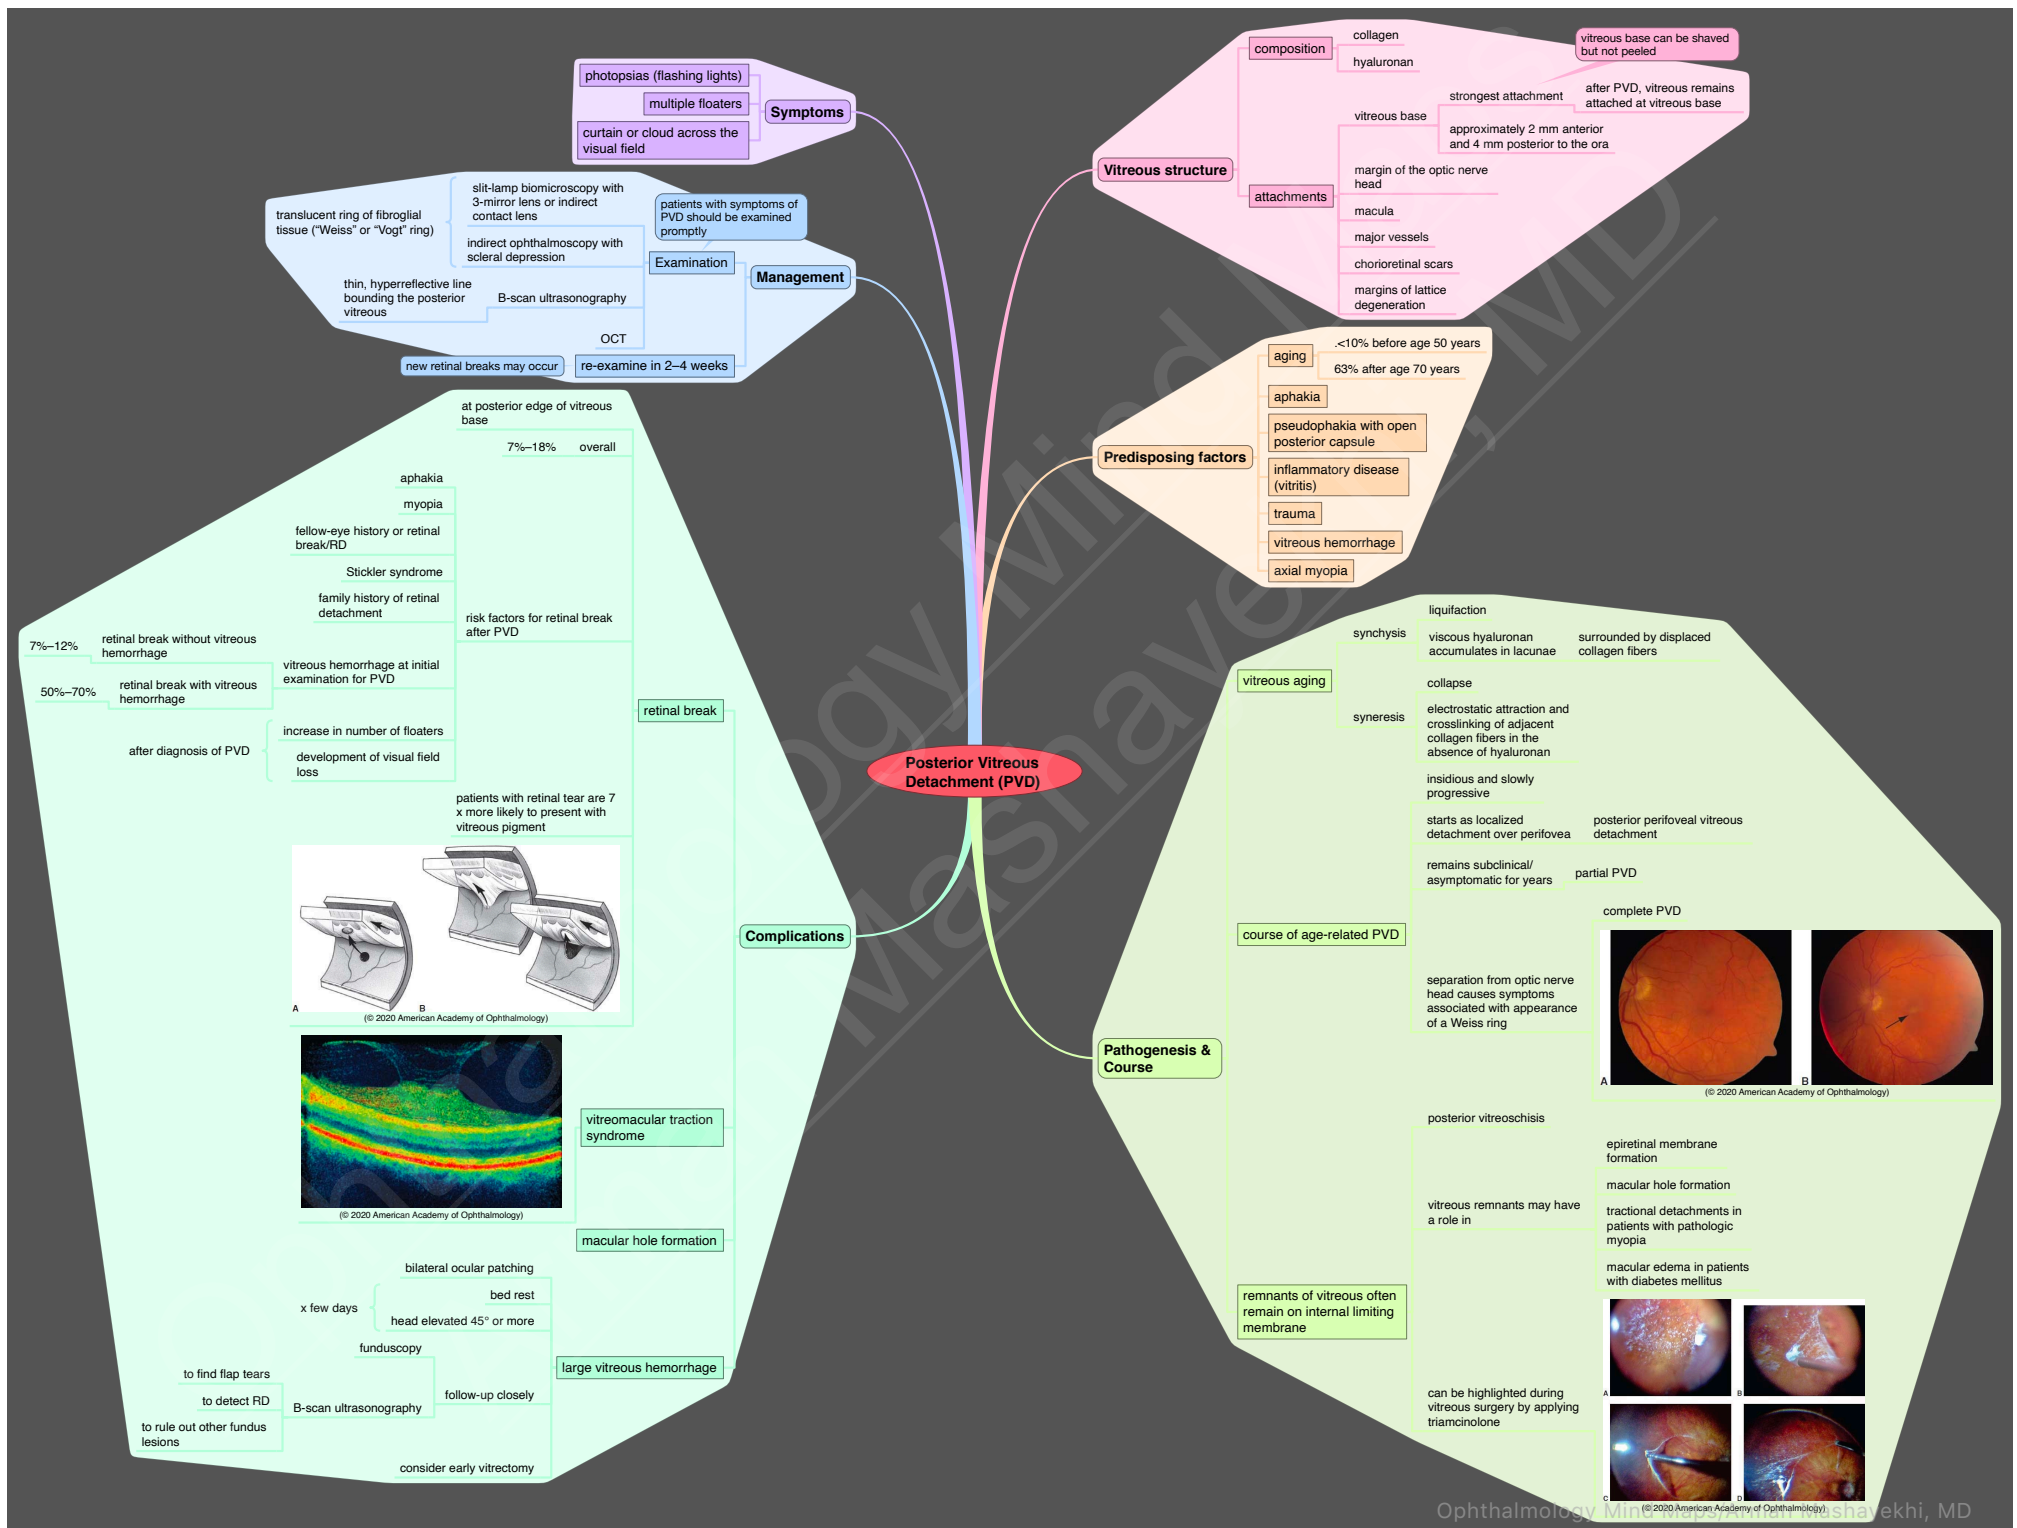 Posterior Vitreous
Detachment (PVD)
Vitreous structure
composition
collagen
hyaluronan
attachments
vitreous base
vitreous base can be shaved
but not peeled
strongest attachment
after PVD, vitreous remains
attached at vitreous base
approximately 2 mm anterior
and 4 mm posterior to the ora
margin of the optic nerve
head
macula
major vessels
chorioretinal scars
margins of lattice
degeneration
Predisposing factors
aging
.<10% before age 50 years
63% after age 70 years
aphakia
pseudophakia with open
posterior capsule
inflammatory disease
(vitritis)
trauma
vitreous hemorrhage
axial myopia
Pathogenesis &
Course
vitreous aging
synchysis
liquifaction
viscous hyaluronan
accumulates in lacunae
surrounded by displaced
collagen fibers
syneresis
collapse
electrostatic attraction and
crosslinking of adjacent
collagen fibers in the
absence of hyaluronan
course of age-related PVD
insidious and slowly
progressive
starts as localized
detachment over perifovea
posterior perifoveal vitreous
detachment
remains subclinical/
asymptomatic for years
partial PVD
separation from optic nerve
head causes symptoms
associated with appearance
of a Weiss ring
complete PVD
A
B
(© 2020 American Academy of Ophthalmology)
remnants of vitreous often
remain on internal limiting
membrane
posterior vitreoschisis
vitreous remnants may have
a role in
epiretinal membrane
formation
macular hole formation
tractional detachments in
patients with pathologic
myopia
macular edema in patients
with diabetes mellitus
can be highlighted during
vitreous surgery by applying
triamcinolone
A
B
C
D
(© 2020 American Academy of Ophthalmology)
Symptoms
photopsias (flashing lights)
multiple floaters
curtain or cloud across the
visual field
Management
Examination
patients with symptoms of
PVD should be examined
promptly
slit-lamp biomicroscopy with
3-mirror lens or indirect
contact lens
indirect ophthalmoscopy with
scleral depression
translucent ring of fibroglial
tissue (“Weiss” or “Vogt” ring)
B-scan ultrasonography
thin, hyperreflective line
bounding the posterior
vitreous
OCT
re-examine in 2–4 weeks
new retinal breaks may occur
Complications
retinal break
at posterior edge of vitreous
base
overall
7%–18%
risk factors for retinal break
after PVD
aphakia
myopia
fellow-eye history or retinal
break/RD
Stickler syndrome
family history of retinal
detachment
vitreous hemorrhage at initial
examination for PVD
retinal break without vitreous
hemorrhage
7%–12%
retinal break with vitreous
hemorrhage
50%–70%
increase in number of floaters
development of visual field
loss
after diagnosis of PVD
patients with retinal tear are 7
x more likely to present with
vitreous pigment
A
B
(© 2020 American Academy of Ophthalmology)
vitreomacular traction
syndrome
(© 2020 American Academy of Ophthalmology)
macular hole formation
large vitreous hemorrhage
bilateral ocular patching
bed rest
head elevated 45° or more
x few days
follow-up closely
funduscopy
B-scan ultrasonography
to find flap tears
to detect RD
to rule out other fundus
lesions
consider early vitrectomy
Ophthalmology Mind Maps/Arman Mashayekhi, MD